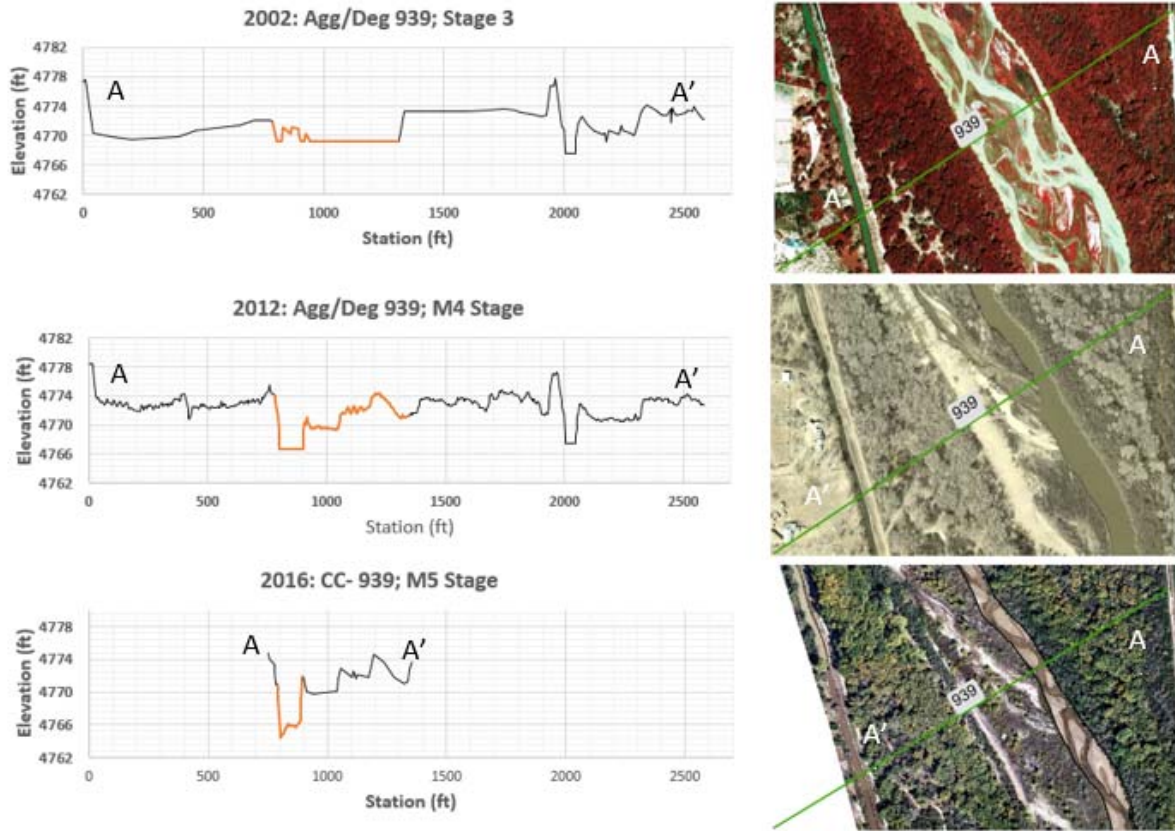 2002: Agg/Deg 939; Stage 3
4782
4778
4774
4770
4766
4762
Elevation (ft)
A
A'
0 500 1000 1500 2000 2500
Station (ft)
A
939
A'
2012: Agg/Deg 939; M4 Stage
4782
4778
4774
4770
4766
4762
Elevation (ft)
A
A'
0 500 1000 1500 2000 2500
Station (ft)
A
939
A'
2016: CC- 939; M5 Stage
4778
4774
4770
4766
4762
Elevation (ft)
A
A'
0 500 1000 1500 2000 2500
Station (ft)
A
939
A'